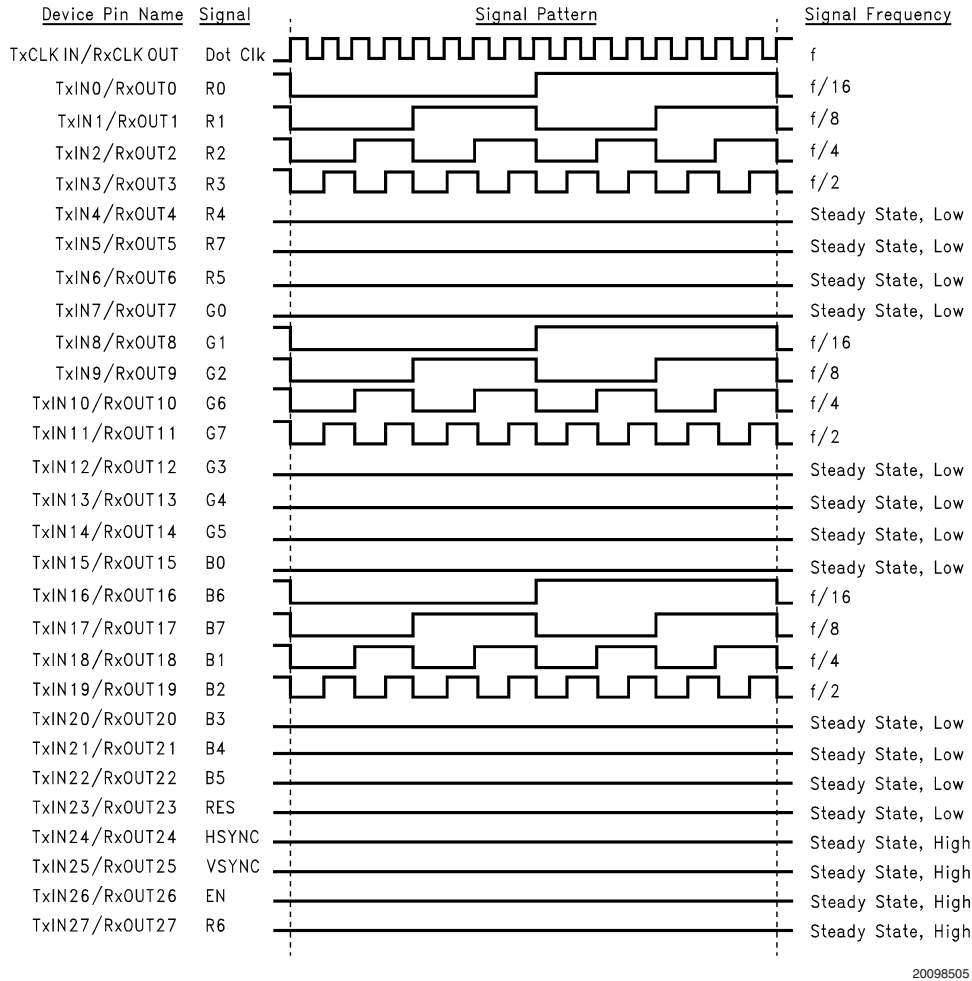 Device Pin Name Signal Signal Pattern Signal Frequency
TxCLK IN/RxCLK OUT Dot Clk f
TxIN0/RxOUT0 R0 f/16
TxIN1/RxOUT1 R1 f/8
TxIN2/RxOUT2 R2 f/4
TxIN3/RxOUT3 R3 f/2
TxIN4/RxOUT4 R4 Steady State, Low
TxIN5/RxOUT5 R7 Steady State, Low
TxIN6/RxOUT6 R5 Steady State, Low
TxIN7/RxOUT7 G0 Steady State, Low
TxIN8/RxOUT8 G1 f/16
TxIN9/RxOUT9 G2 f/8
TxIN10/RxOUT10 G6 f/4
TxIN11/RxOUT11 G7 f/2
TxIN12/RxOUT12 G3 Steady State, Low
TxIN13/RxOUT13 G4 Steady State, Low
TxIN14/RxOUT14 G5 Steady State, Low
TxIN15/RxOUT15 B0 Steady State, Low
TxIN16/RxOUT16 B6 f/16
TxIN17/RxOUT17 B7 f/8
TxIN18/RxOUT18 B1 f/4
TxIN19/RxOUT19 B2 f/2
TxIN20/RxOUT20 B3 Steady State, Low
TxIN21/RxOUT21 B4 Steady State, Low
TxIN22/RxOUT22 B5 Steady State, Low
TxIN23/RxOUT23 RES Steady State, Low
TxIN24/RxOUT24 HSYNC Steady State, High
TxIN25/RxOUT25 VSYNC Steady State, High
TxIN26/RxOUT26 EN Steady State, High
TxIN27/RxOUT27 R6 Steady State, High
20098505